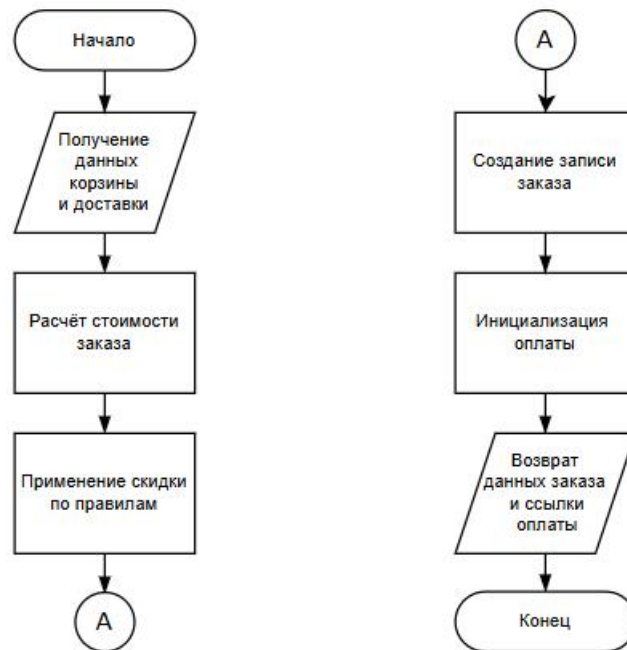 Начало
Получение
данных
корзины
и доставки
Расчёт стоимости
заказа
Применение скидки
по правилам
А
А
Создание записи
заказа
Инициализация
оплаты
Возврат
данных заказа
и ссылки
оплаты
Конец